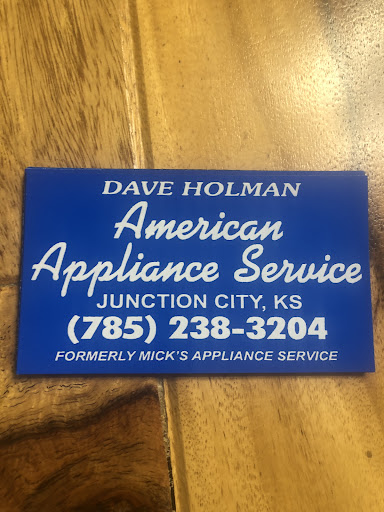 DAVE HOLMAN
American
Appliance Service
JUNCTION CITY, KS
(785) 238-3204
FORMERLY MICK'S APPLIANCE SERVICE